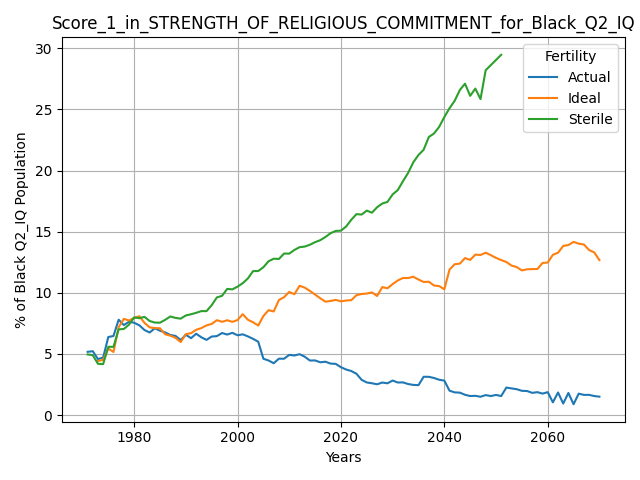 Score_1_in_STRENGTH_OF_RELIGIOUS_COMMITMENT_for_Black_Q2_IQ
Fertility
Actual
Ideal
Sterile
% of Black Q2_IQ Population
30
25
20
15
10
5
0
1980 2000 2020 2040 2060
Years